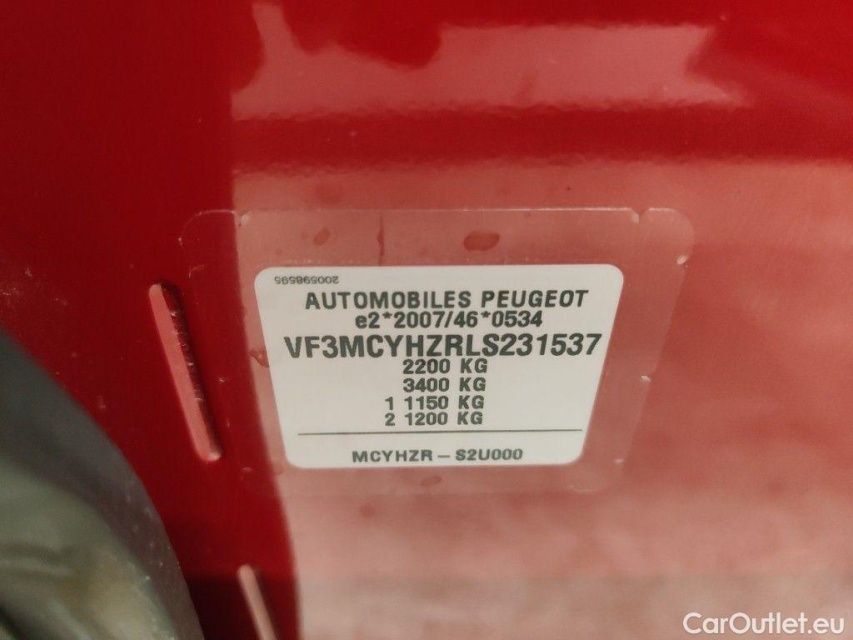 200598595
AUTOMOBILES PEUGEOT
e2*2007/46*0534
VF3MCYHZRLS231537
2200 KG
3400 KG
1 1150 KG
2 1200 KG
MCYHZR - S2U000
CarOutlet.eu